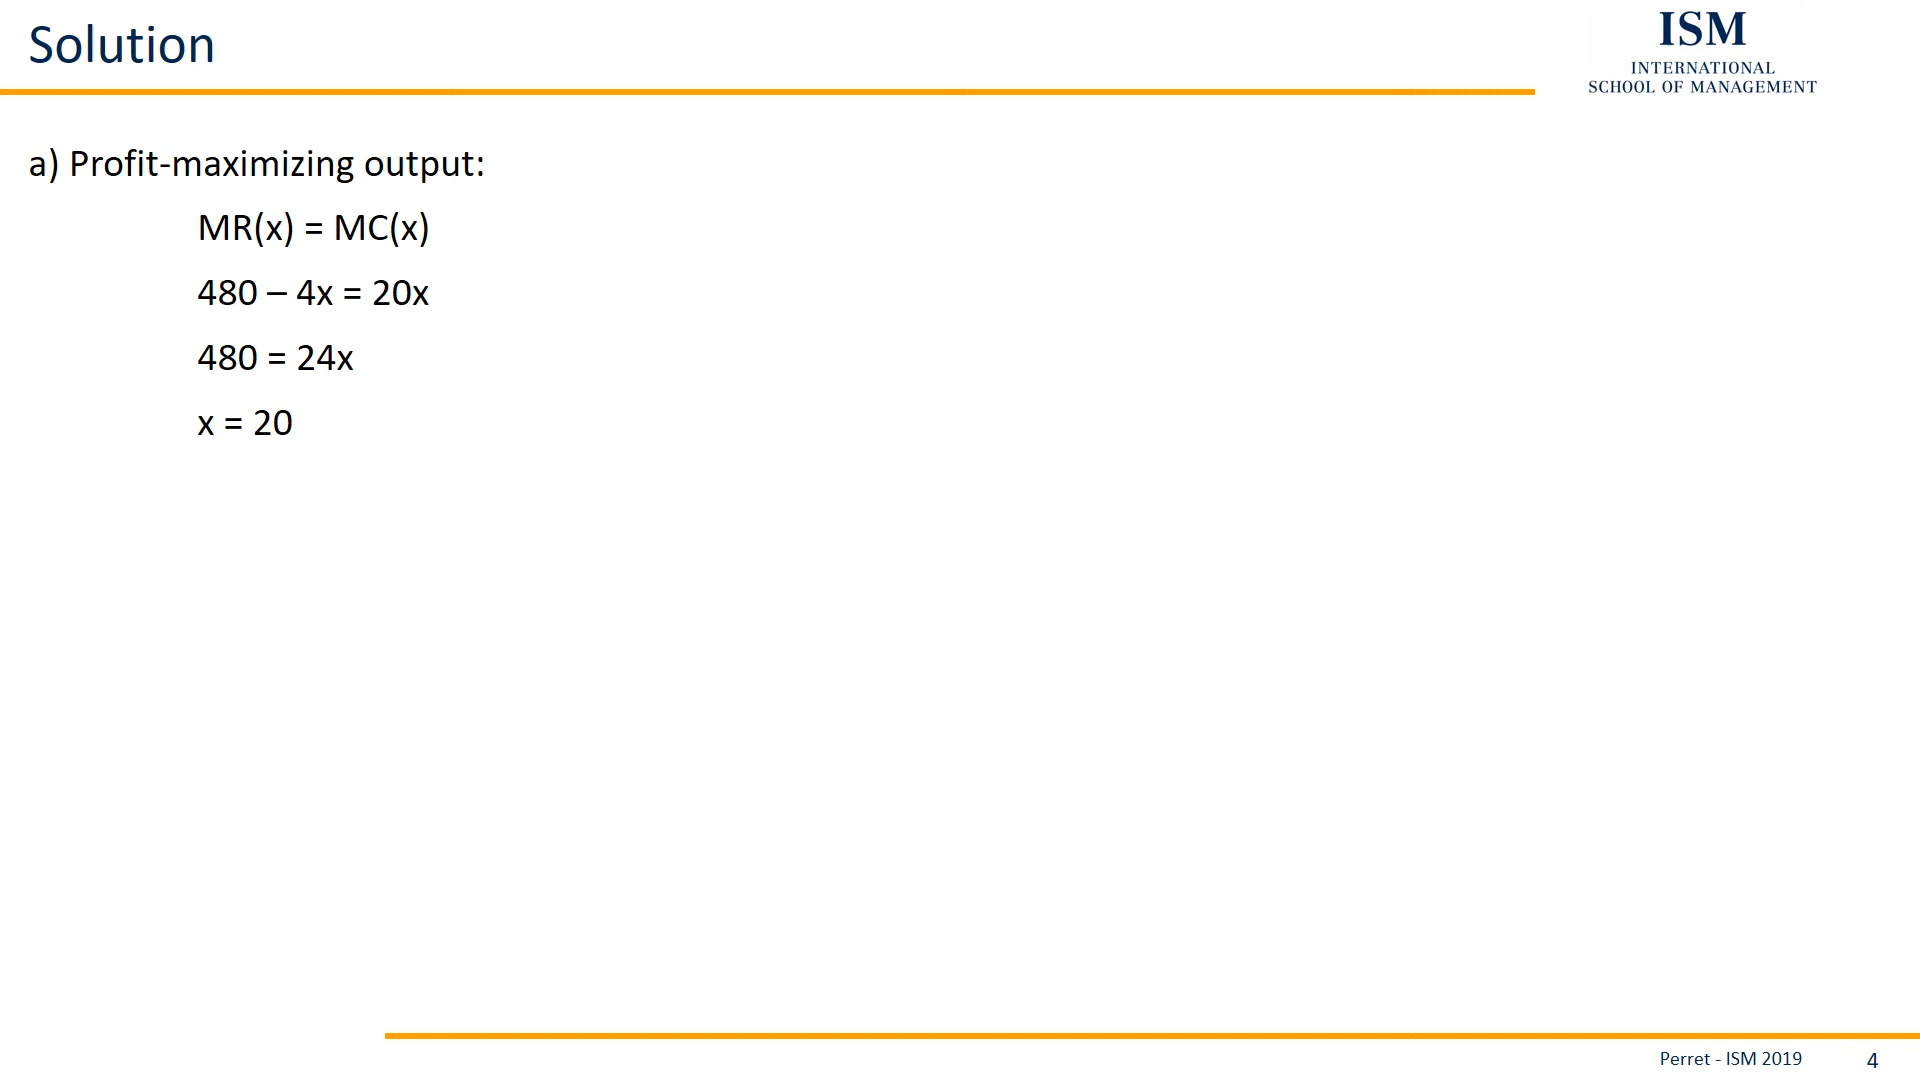 Solution
ISM
INTERNATIONAL
SCHOOL OF MANAGEMENT
a) Profit-maximizing output:
MR(x) = MC(x)
480 – 4x = 20x
480 = 24x
x = 20
Perret - ISM 2019
4